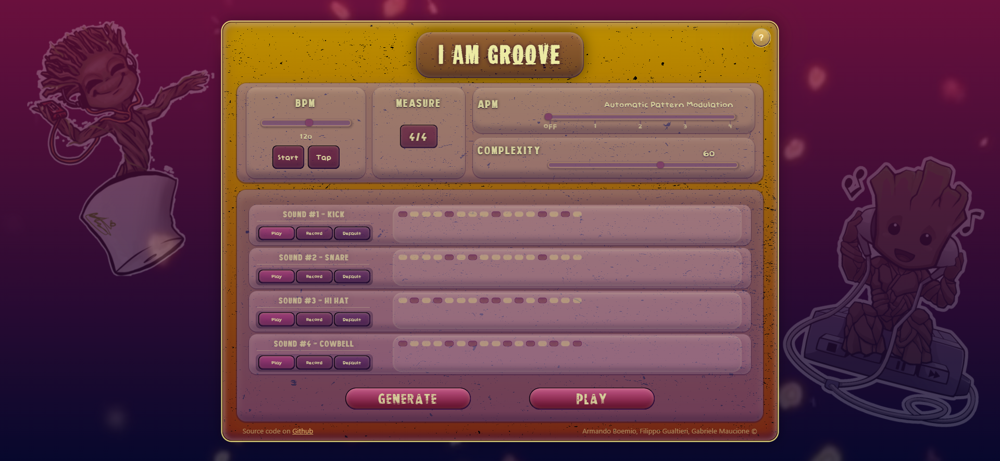 I AM GROOVE
?
BPM
120
Start Tap
MEASURE
4/4
APM
Automatic Pattern Modulation
OFF 1 2 3 4
COMPLEXITY
60
SOUND #1 - KICK
Play Record Default
SOUND #2 - SNARE
Play Record Default
SOUND #3 - HI HAT
Play Record Default
SOUND #4 - COWBELL
Play Record Default
GENERATE PLAY
Source code on Github
Armando Boemio, Filippo Gualtieri, Gabriele Maucione ©